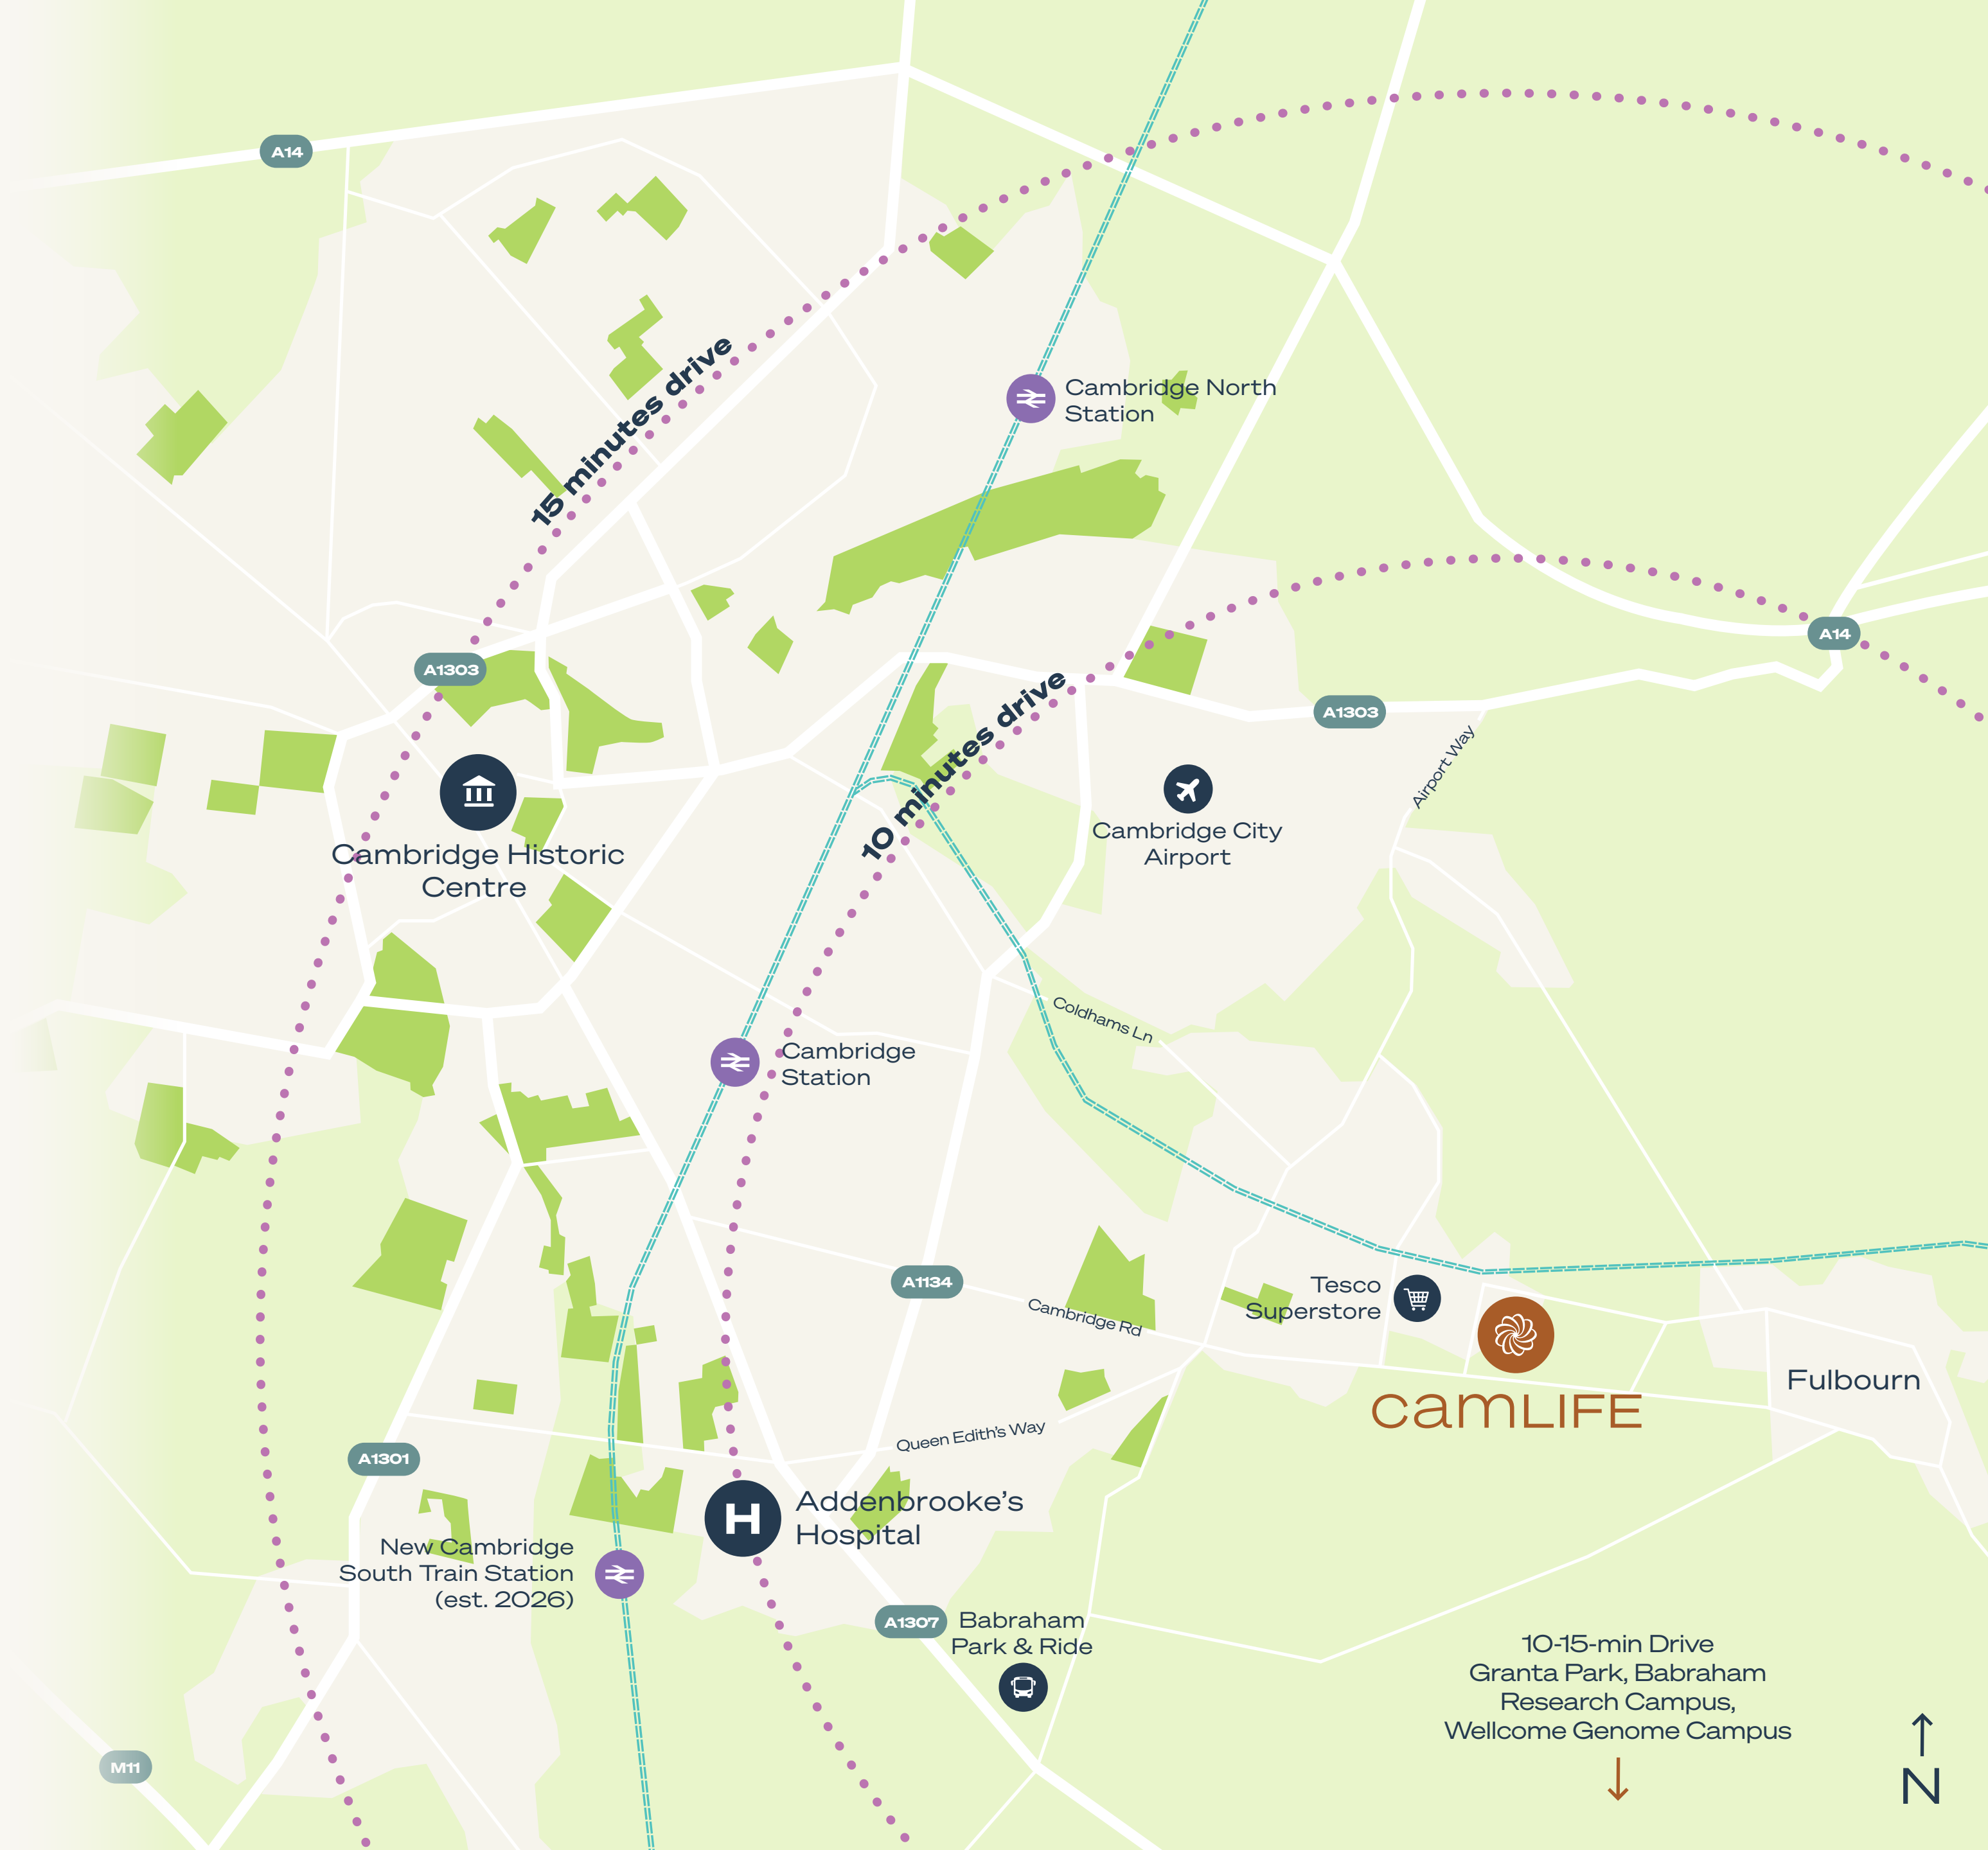 A14
15 minutes drive
Cambridge North
Station
A14
A1303
10 minutes drive
A1303
Airport Way
Cambridge City
Airport
Cambridge Historic
Centre
Coldhams Ln
Cambridge
Station
A1134
Cambridge Rd
Tesco
Superstore
camLIFE
Fulbourn
Queen Edith's Way
A1301
Addenbrooke's
Hospital
New Cambridge
South Train Station
(est. 2026)
A1307
Babraham
Park & Ride
10-15-min Drive
Granta Park, Babraham
Research Campus,
Wellcome Genome Campus
M11
N
H